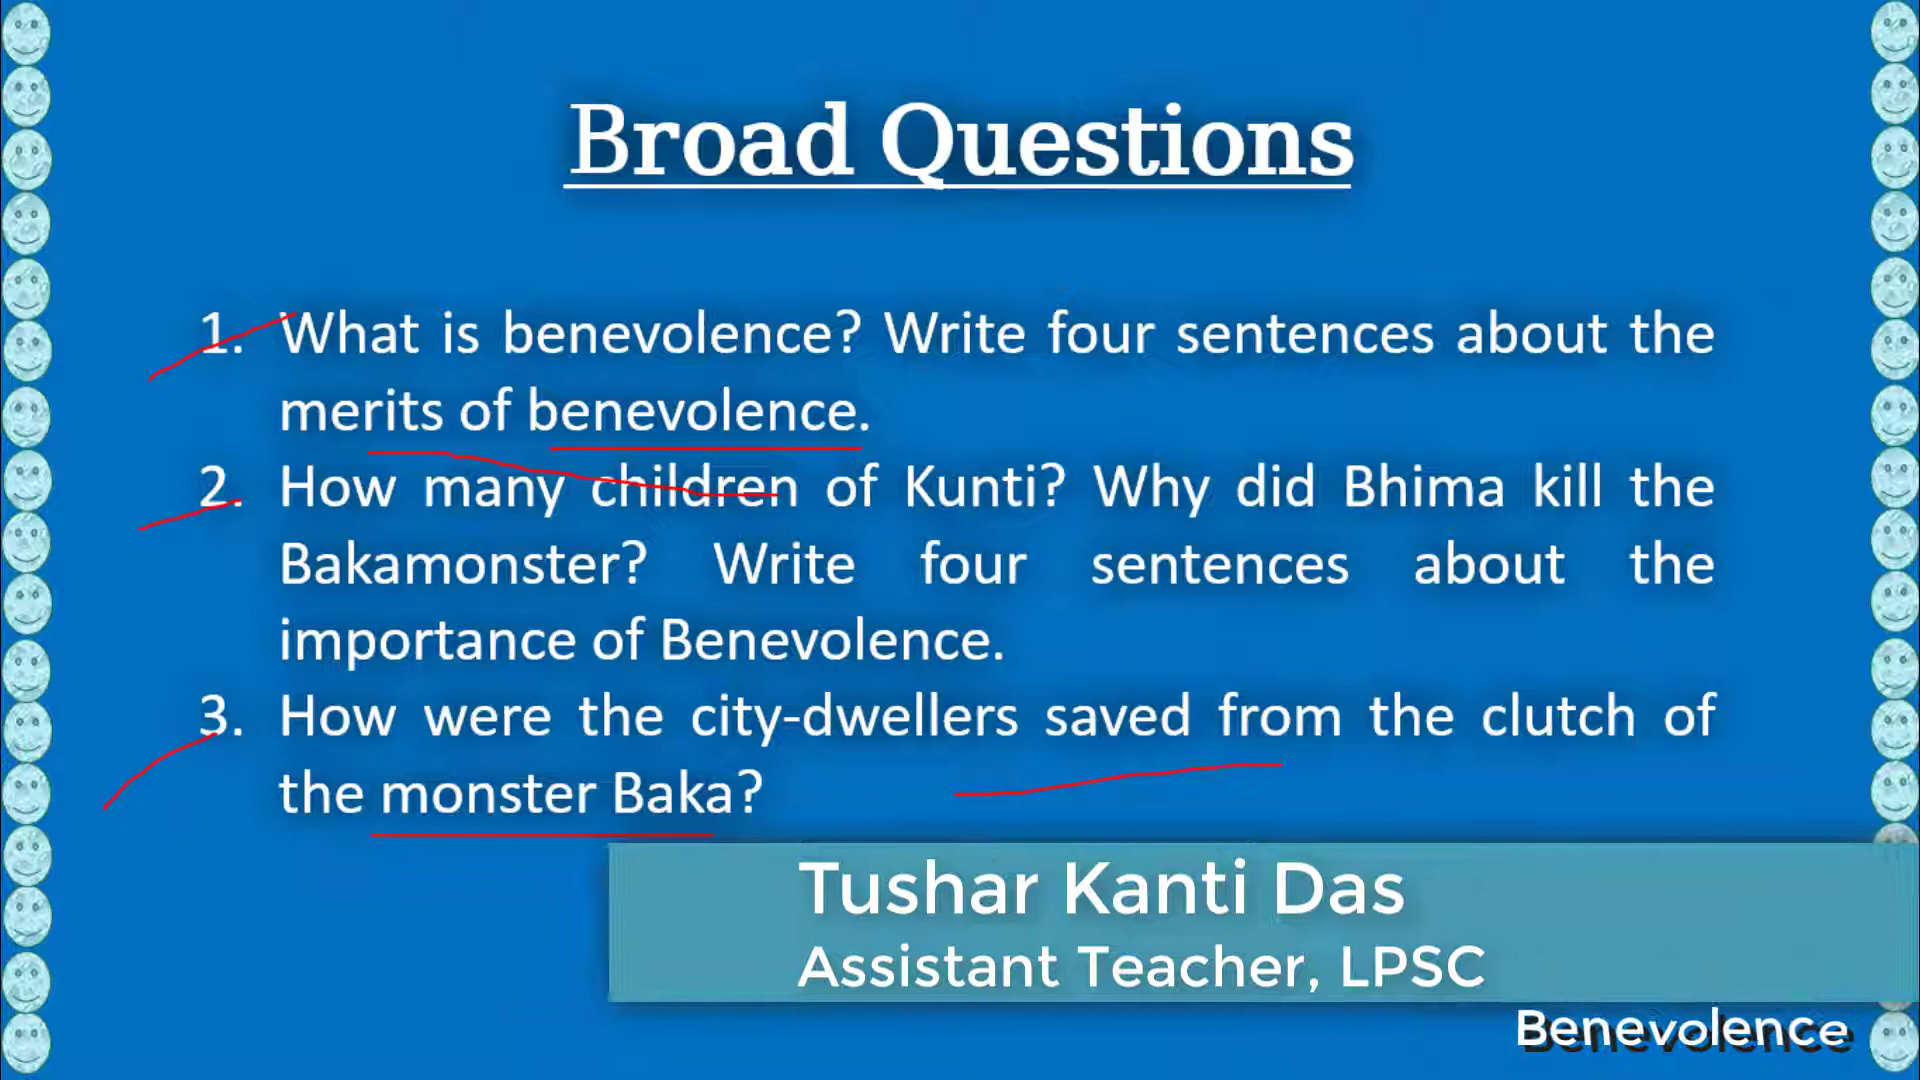 Broad Questions
1. What is benevolence? Write four sentences about the
merits of benevolence.
2. How many children of Kunti? Why did Bhima kill the
Bakamonster? Write four sentences about the
importance of Benevolence.
3. How were the city-dwellers saved from the clutch of
the monster Baka?
Tushar Kanti Das
Assistant Teacher, LPSC
Benevolence